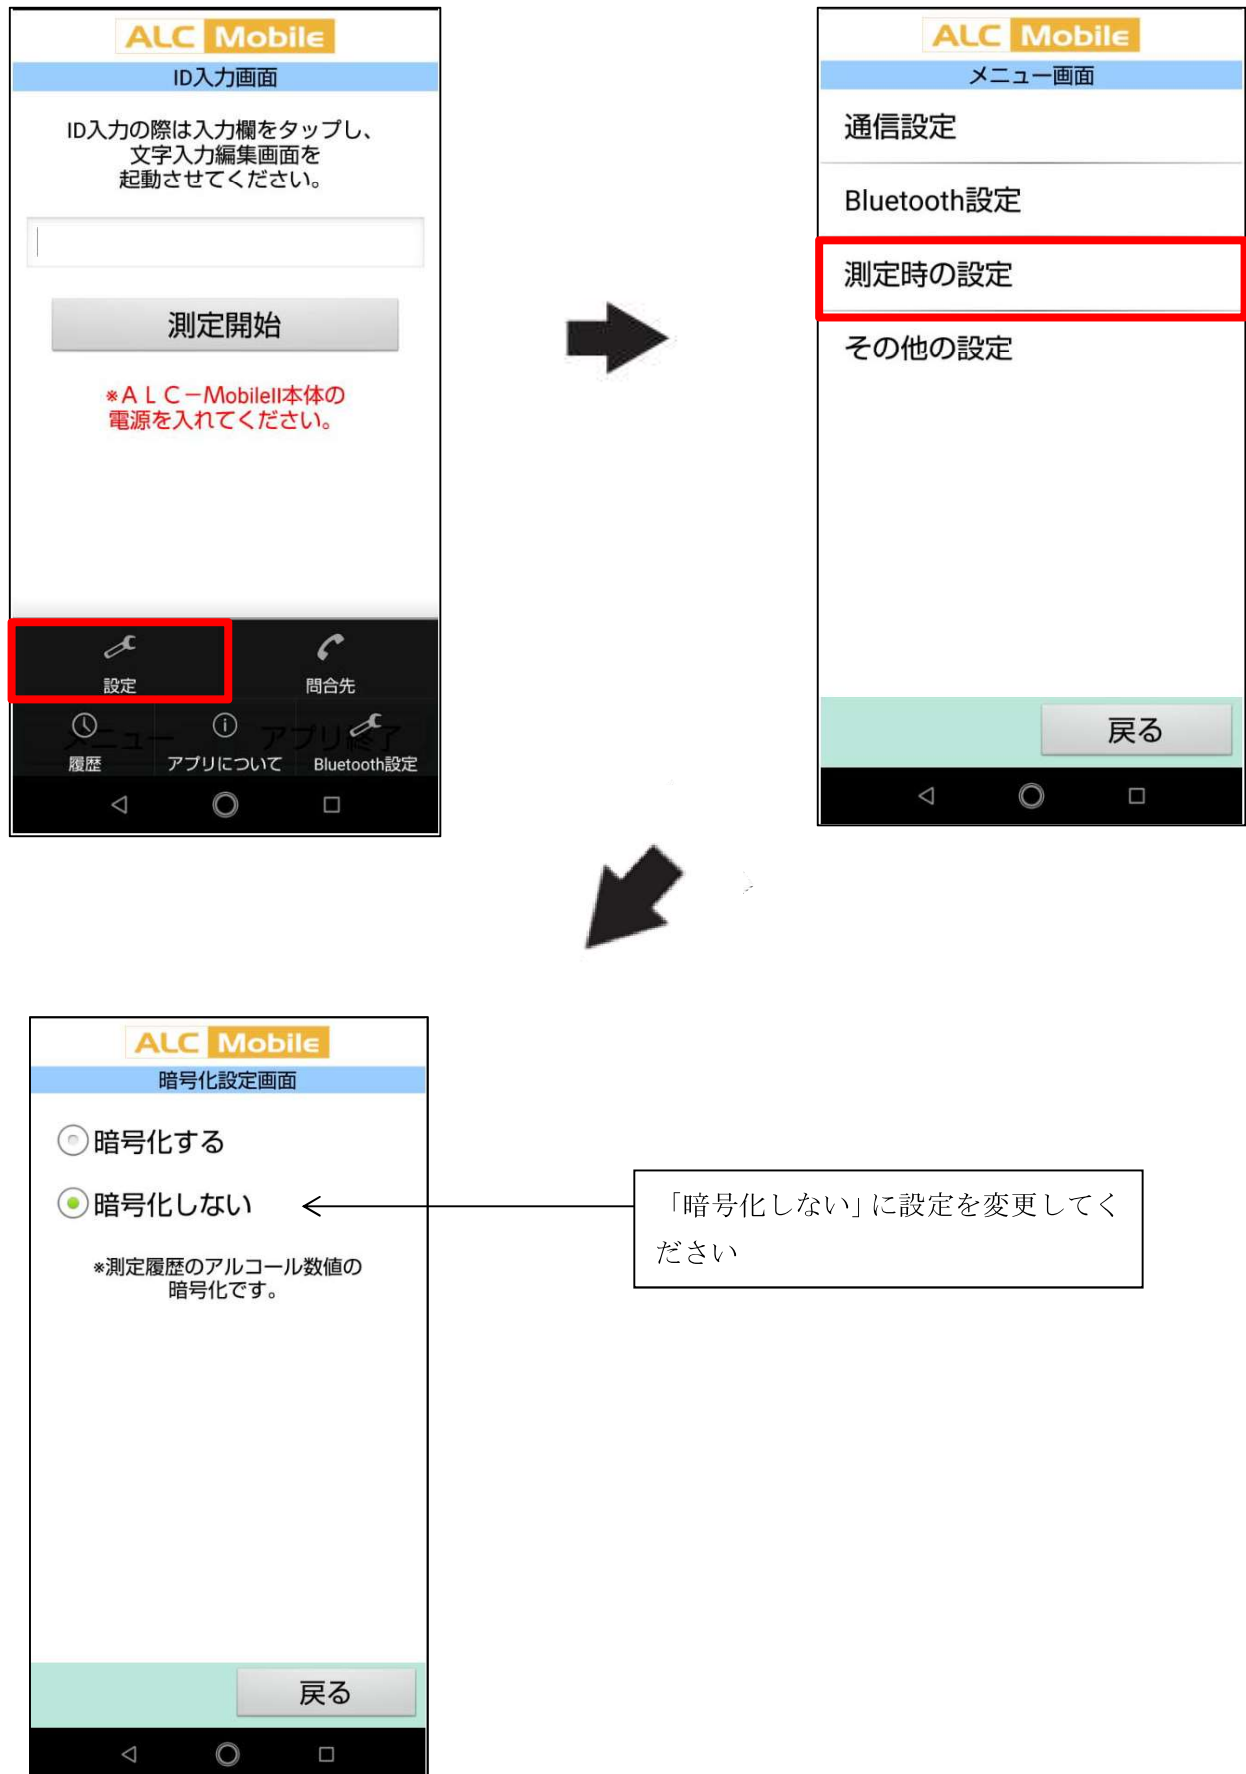 ALC Mobile
ID入力画面
ID入力の際は入力欄をタップし、
文字入力編集画面を
起動させてください。
測定開始
*ＡＬＣ－MobileII本体の
電源を入れてください。
設定
問合先
メニュー
アプリ終了
履歴
アプリについて
Bluetooth設定
ALC Mobile
メニュー画面
通信設定
Bluetooth設定
測定時の設定
その他の設定
戻る
ALC Mobile
暗号化設定画面
暗号化する
暗号化しない
*測定履歴のアルコール数値の
暗号化です。
戻る
「暗号化しない」に設定を変更してく
ださい